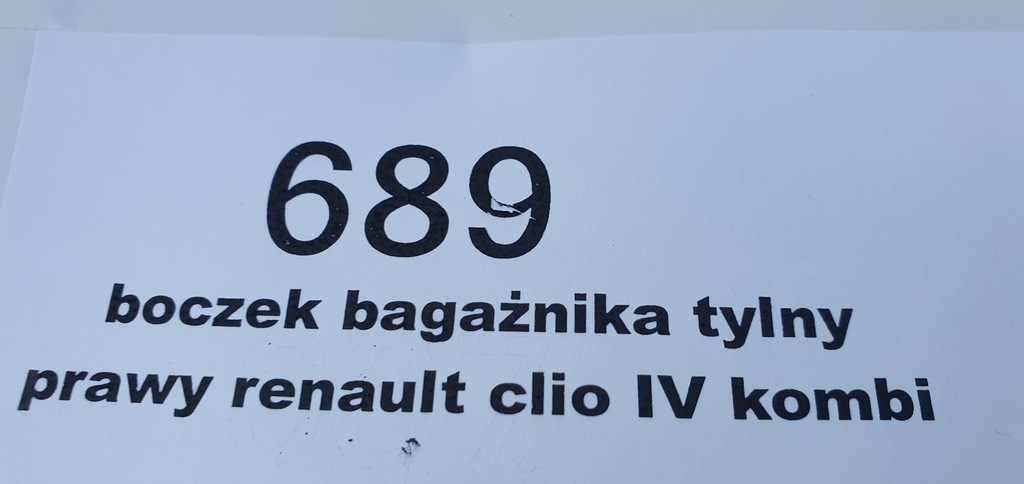 689
boczek bagażnika tylny
prawy renault clio IV kombi